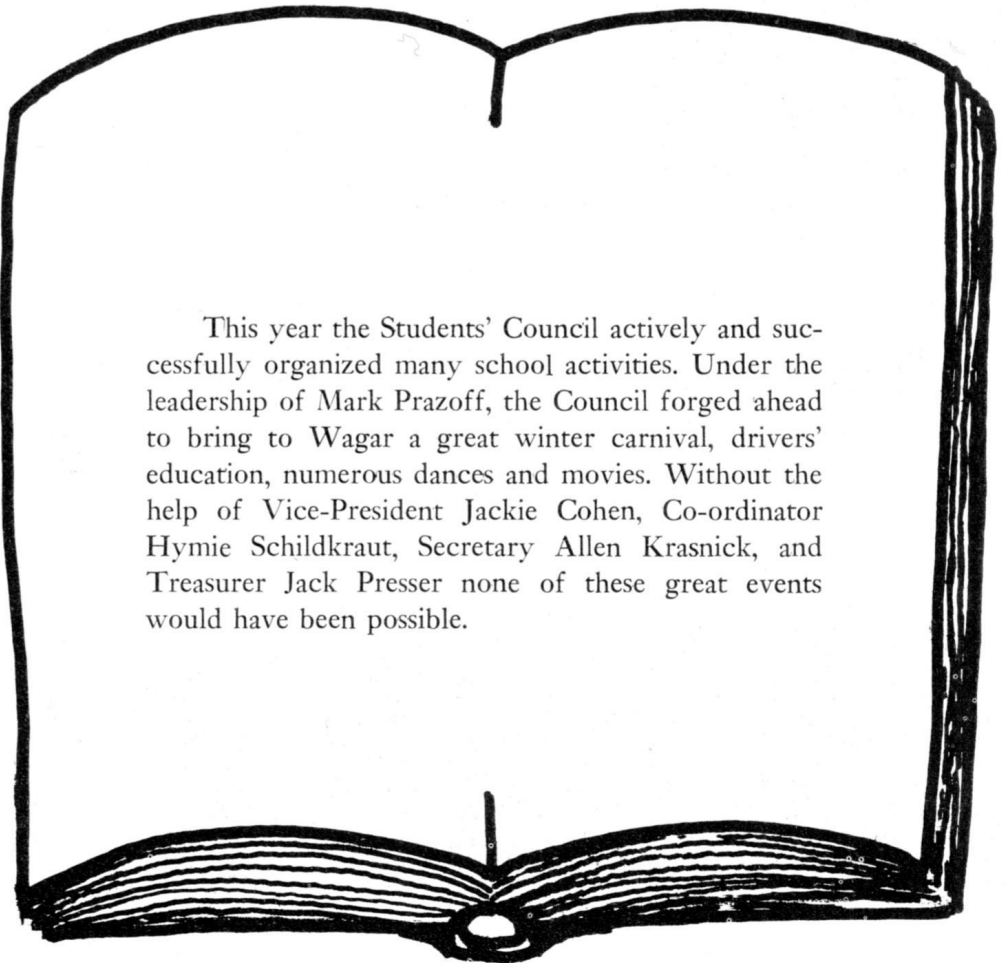 This year the Students' Council actively and suc-
cessfully organized many school activities. Under the
leadership of Mark Prazoff, the Council forged ahead
to bring to Wagar a great winter carnival, drivers'
education, numerous dances and movies. Without the
help of Vice-President Jackie Cohen, Co-ordinator
Hymie Schildkraut, Secretary Allen Krasnick, and
Treasurer Jack Presser none of these great events
would have been possible.